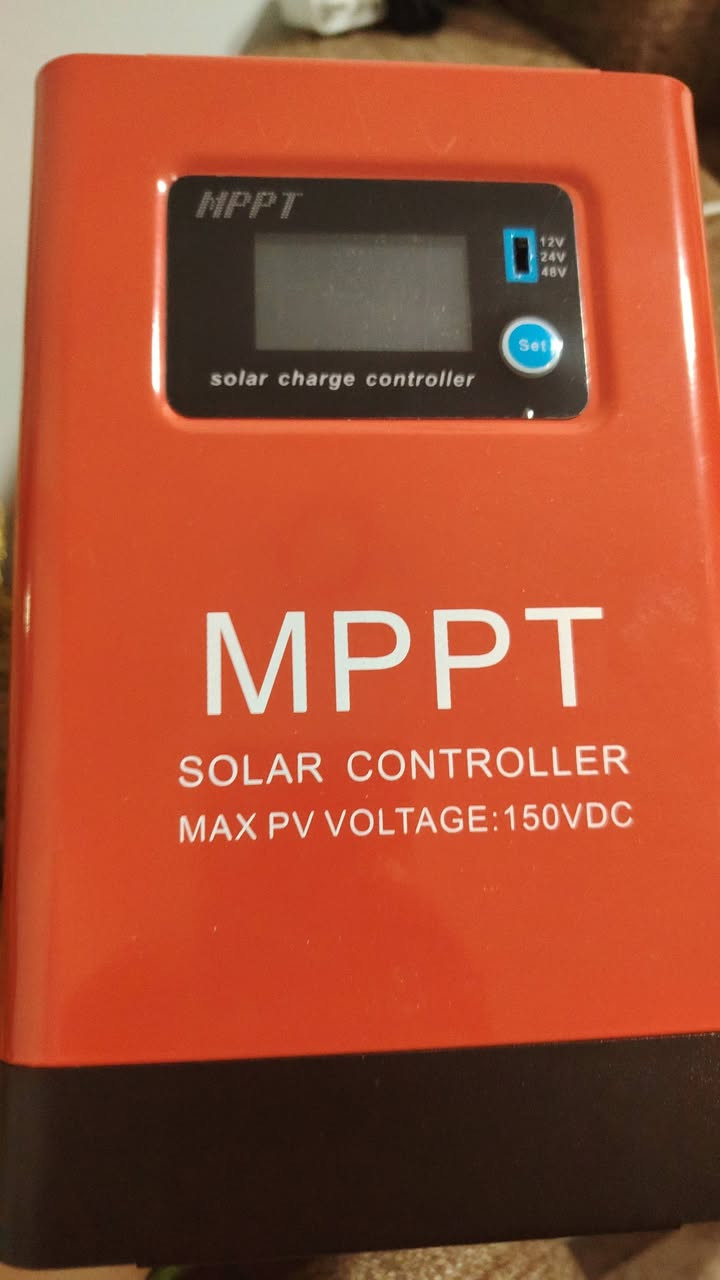 MPPT
12V
24V
48V
Set
solar charge controller
MPPT
SOLAR CONTROLLER
MAX PV VOLTAGE:150VDC